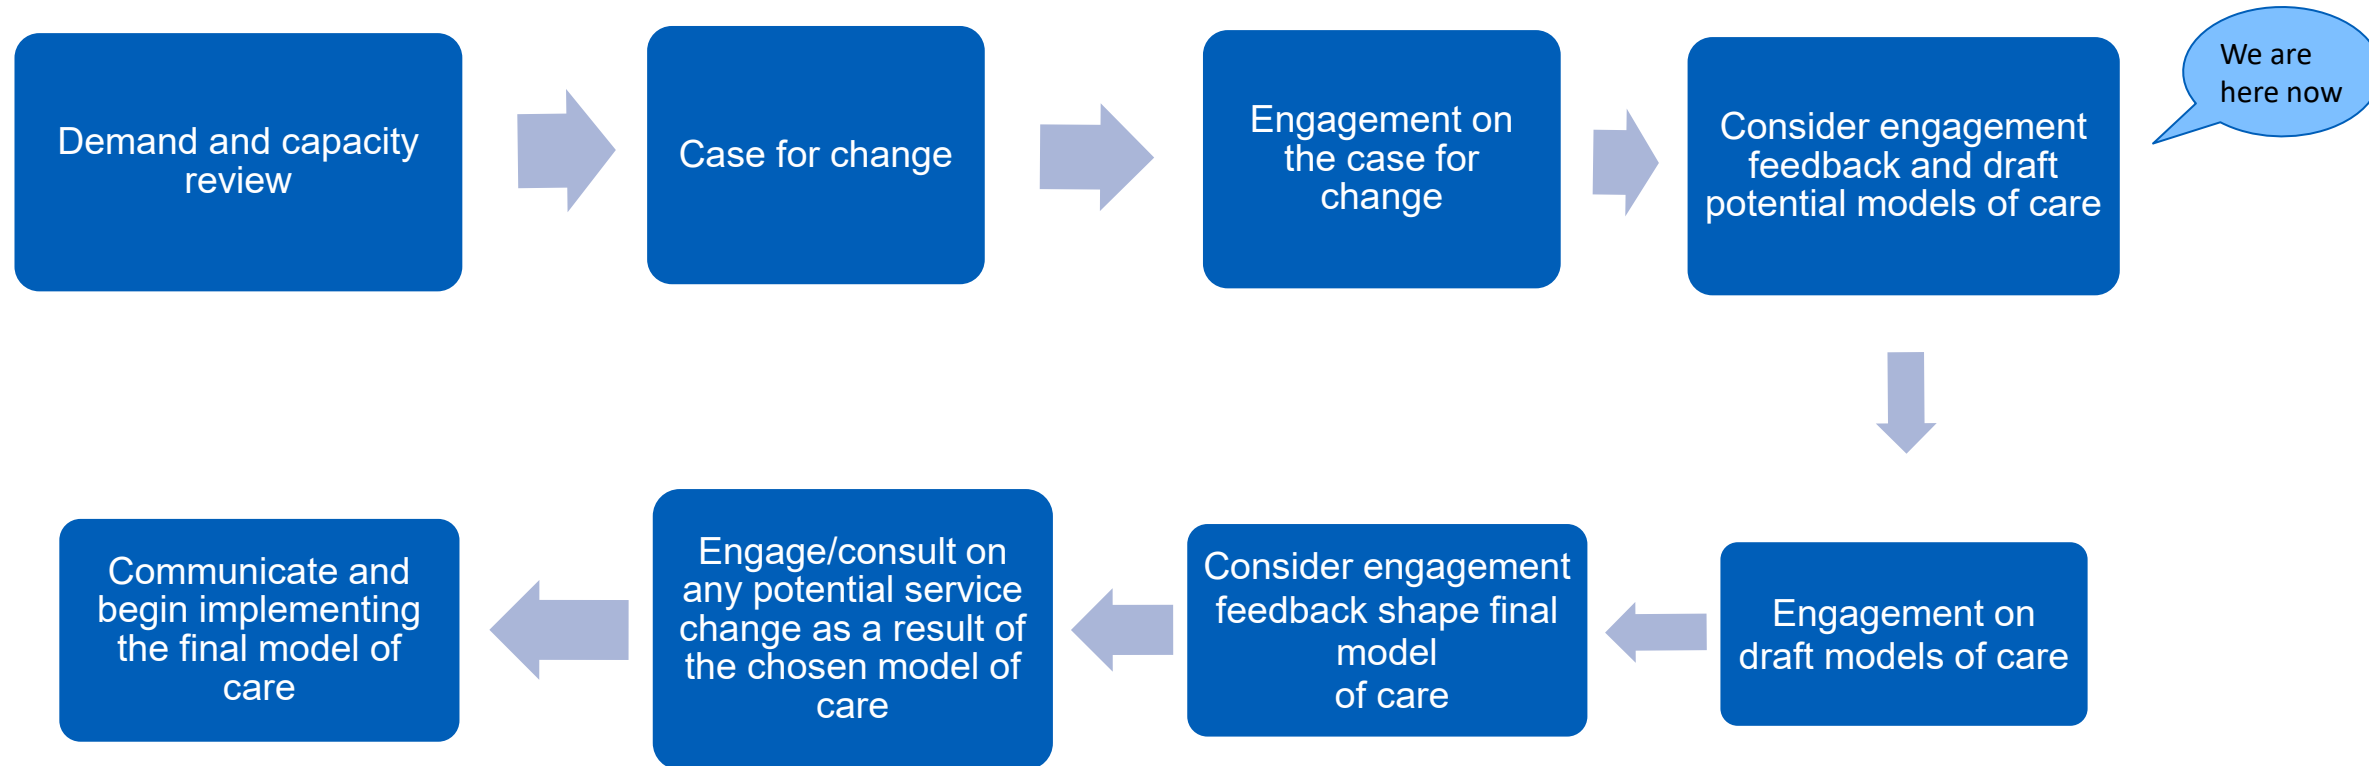 Demand and capacity
review
Case for change
Engagement on
the case for
change
Consider engagement
feedback and draft
potential models of care
We are
here now
Engagement on
draft models of care
Consider engagement
feedback shape final
model
of care
Engage/consult on
any potential service
change as a result of
the chosen model of
care
Communicate and
begin implementing
the final model of
care